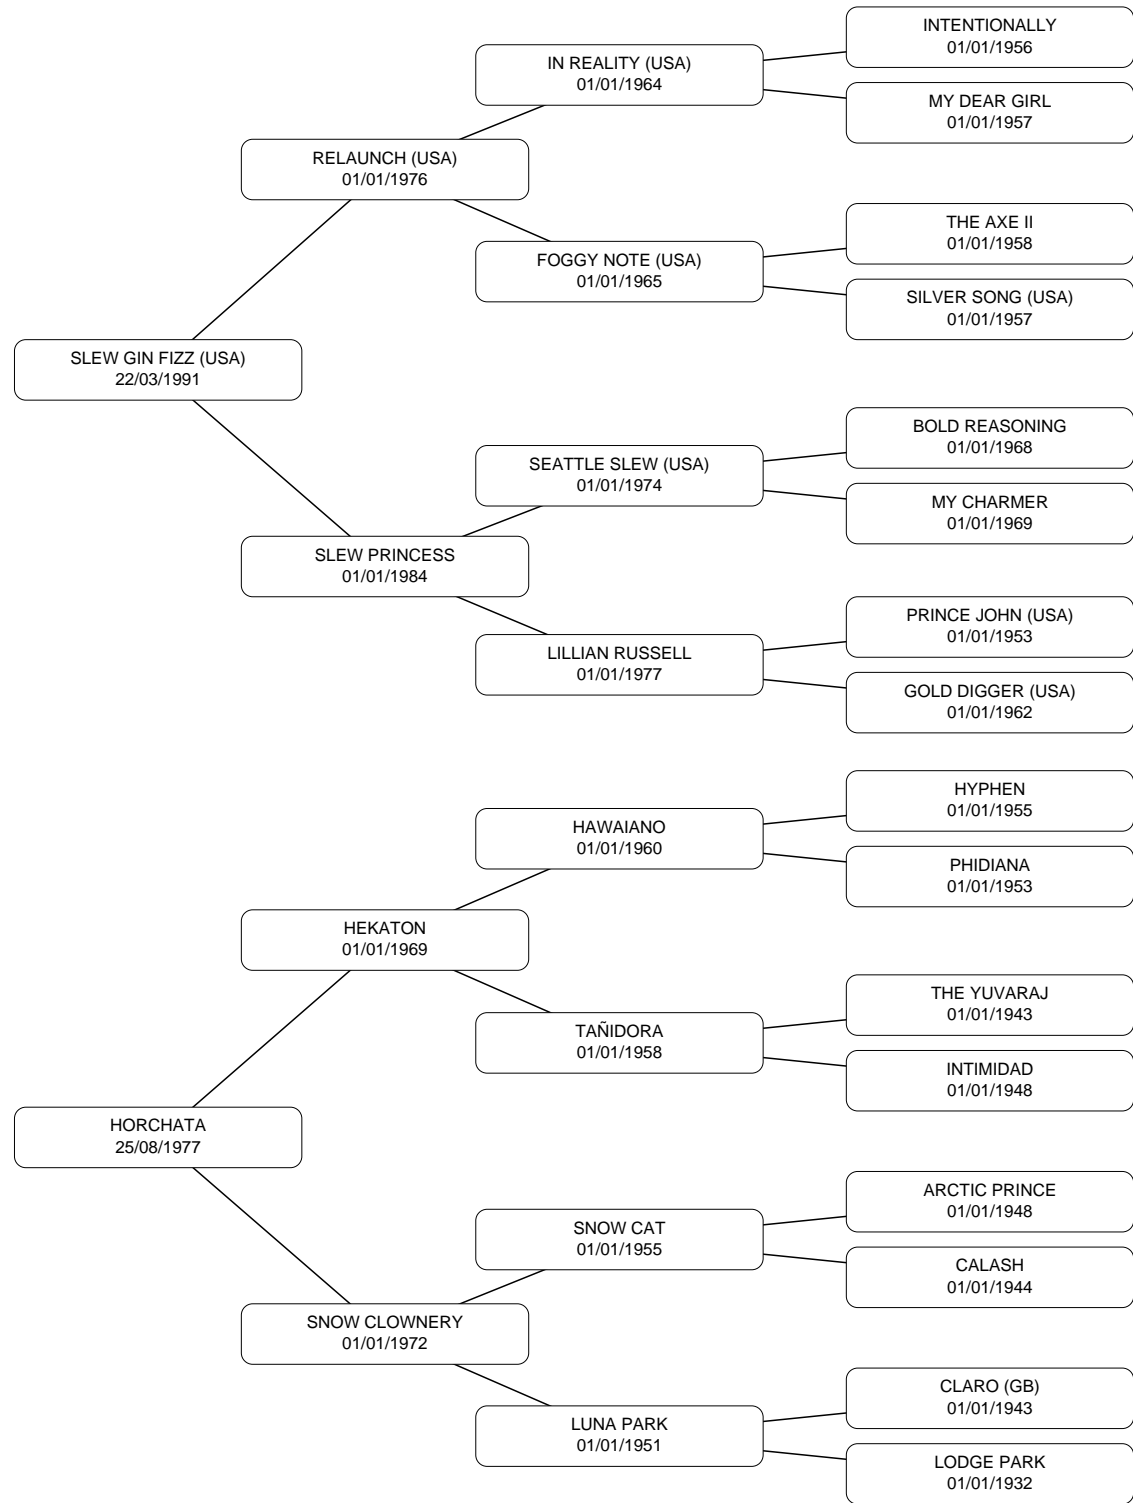 INTENTIONALLY
01/01/1956
IN REALITY (USA)
01/01/1964
MY DEAR GIRL
01/01/1957
RELAUNCH (USA)
01/01/1976
THE AXE II
01/01/1958
FOGGY NOTE (USA)
01/01/1965
SILVER SONG (USA)
01/01/1957
SLEW GIN FIZZ (USA)
22/03/1991
BOLD REASONING
01/01/1968
SEATTLE SLEW (USA)
01/01/1974
MY CHARMER
01/01/1969
SLEW PRINCESS
01/01/1984
PRINCE JOHN (USA)
01/01/1953
LILLIAN RUSSELL
01/01/1977
GOLD DIGGER (USA)
01/01/1962
HYPHEN
01/01/1955
HAWAIANO
01/01/1960
PHIDIANA
01/01/1953
HEKATON
01/01/1969
THE YUVARAJ
01/01/1943
TAÑIDORA
01/01/1958
INTIMIDAD
01/01/1948
HORCHATA
25/08/1977
ARCTIC PRINCE
01/01/1948
SNOW CAT
01/01/1955
CALASH
01/01/1944
SNOW CLOWNERY
01/01/1972
CLARO (GB)
01/01/1943
LUNA PARK
01/01/1951
LODGE PARK
01/01/1932